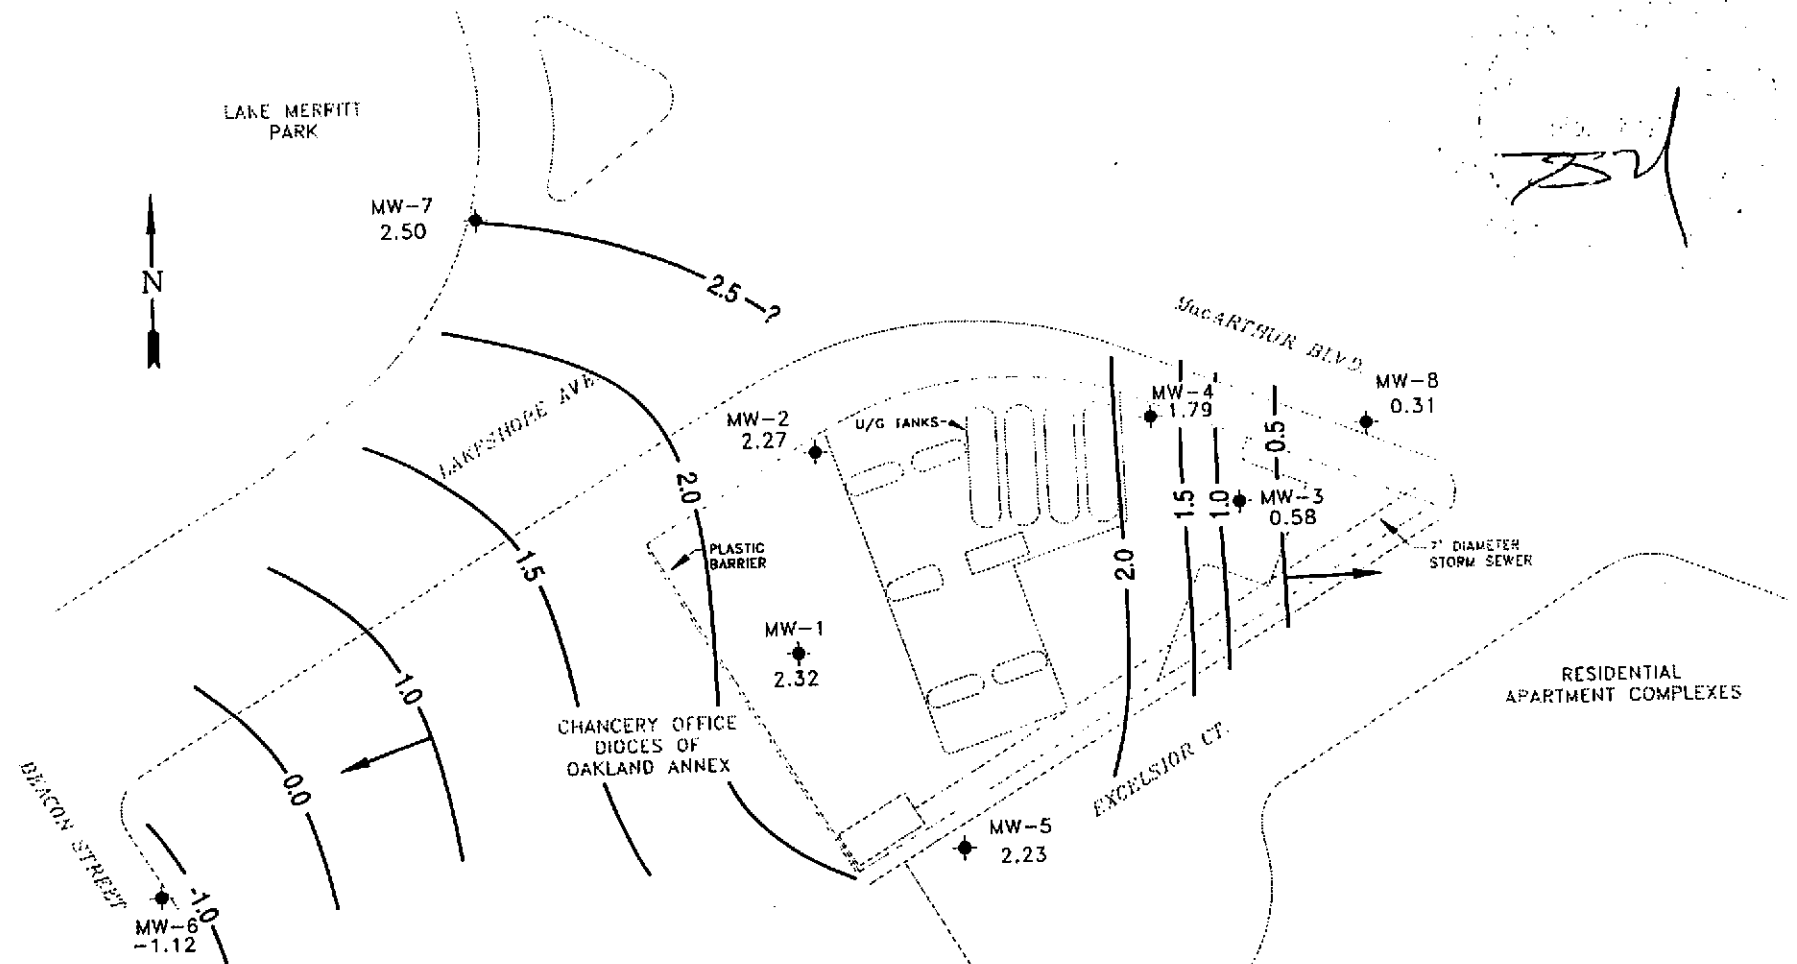 LAKE MERRITT
PARK
MW-7
2.50
N
2.5
?
McARTHUR BLVD.
MW-8
0.31
MW-4
1.79
LAKESHORE AVE.
MW-2
2.27
U/G TANKS
0.5
2.0
1.5
1.0
MW-3
0.58
PLASTIC
BARRIER
1.5
2.0
7' DIAMETER
STORM SEWER
MW-1
2.32
1.0
RESIDENTIAL
APARTMENT COMPLEXES
CHANCERY OFFICE
DIOCES OF
OAKLAND ANNEX
EXCELSIOR CT.
0.0
BEACON STREET
MW-5
2.23
-1.0
MW-6
-1.12